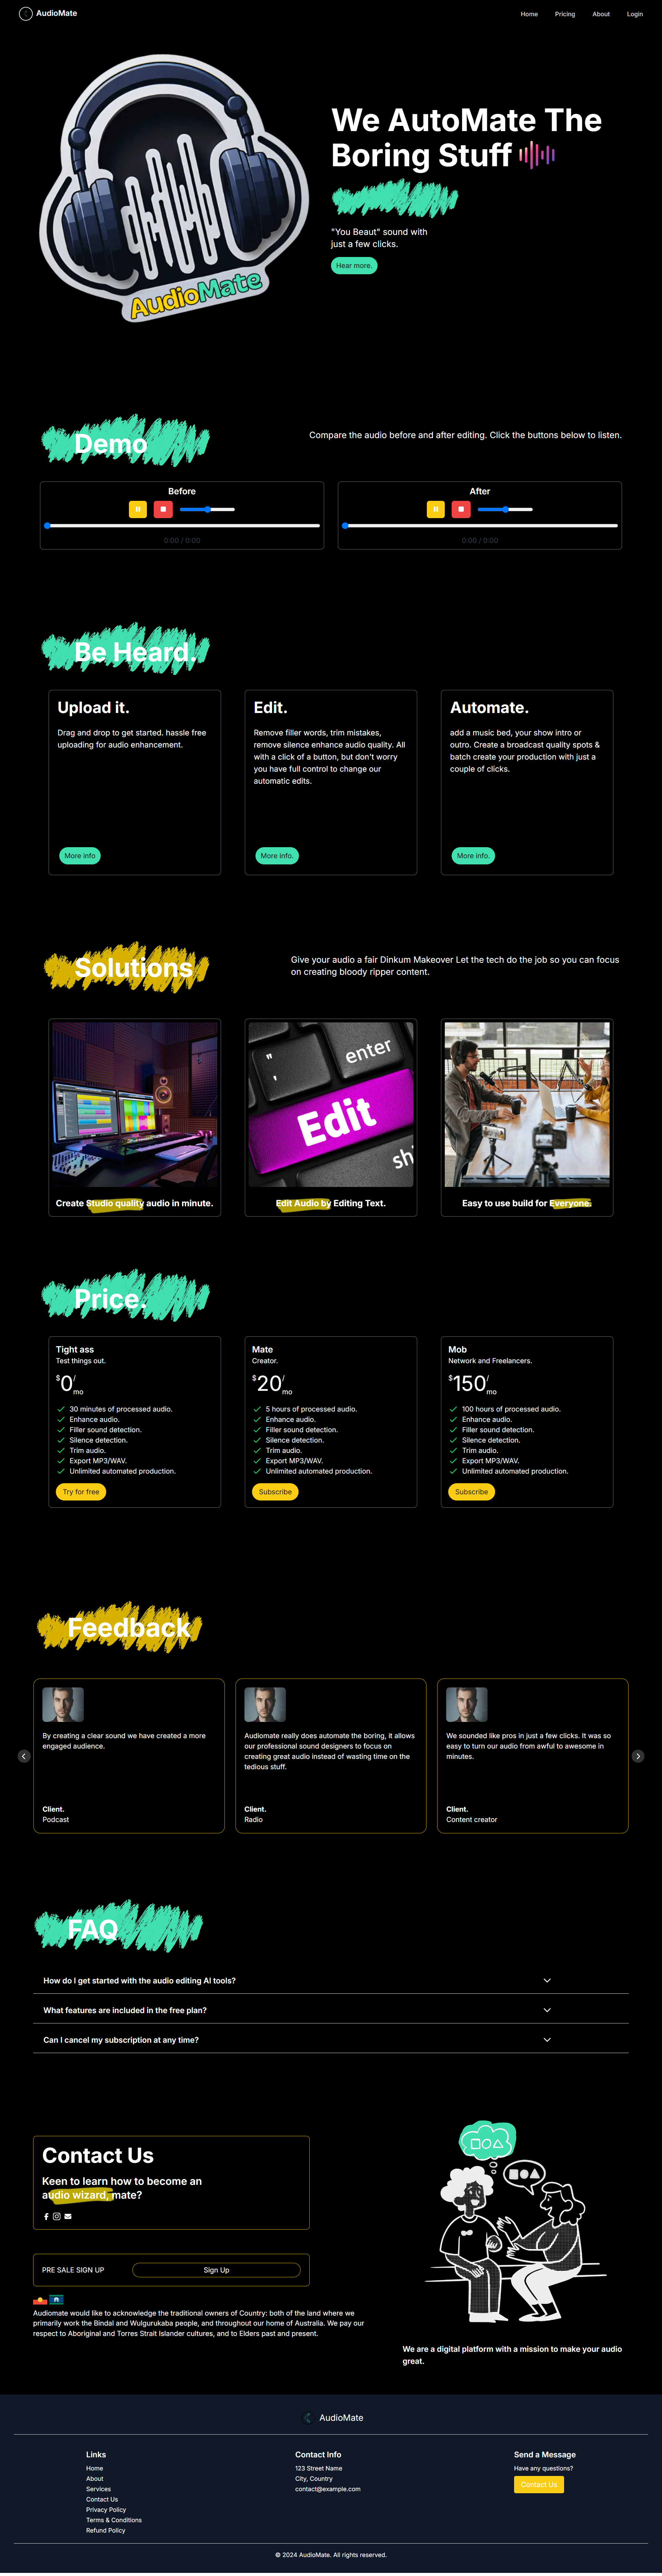 AudioMate
Home
Pricing
About
Login
AudioMate
We AutoMate The
Boring Stuff
"You Beaut" sound with
just a few clicks.
Hear more.
Demo
Compare the audio before and after editing. Click the buttons below to listen.
Before
0:00 / 0:00
After
0:00 / 0:00
Be Heard.
Upload it.
Drag and drop to get started. hassle free
uploading for audio enhancement.
More info
Edit.
Remove filler words, trim mistakes,
remove silence enhance audio quality. All
with a click of a button, but don't worry
you have full control to change our
automatic edits.
More info.
Automate.
add a music bed, your show intro or
outro. Create a broadcast quality spots &
batch create your production with just a
couple of clicks.
More info.
Solutions
Give your audio a fair Dinkum Makeover Let the tech do the job so you can focus
on creating bloody ripper content.
Create Studio quality audio in minute.
enter
Edit
sh
Edit Audio by Editing Text.
Easy to use build for Everyone.
Price.
Tight ass
Test things out.
$0/
mo
30 minutes of processed audio.
Enhance audio.
Filler sound detection.
Silence detection.
Trim audio.
Export MP3/WAV.
Unlimited automated production.
Try for free
Mate
Creator.
$20/
mo
5 hours of processed audio.
Enhance audio.
Filler sound detection.
Silence detection.
Trim audio.
Export MP3/WAV.
Unlimited automated production.
Subscribe
Mob
Network and Freelancers.
$150/
mo
100 hours of processed audio.
Enhance audio.
Filler sound detection.
Silence detection.
Trim audio.
Export MP3/WAV.
Unlimited automated production.
Subscribe
Feedback
By creating a clear sound we have created a more
engaged audience.
Client.
Podcast
Audiomate really does automate the boring, it allows
our professional sound designers to focus on
creating great audio instead of wasting time on the
tedious stuff.
Client.
Radio
We sounded like pros in just a few clicks. It was so
easy to turn our audio from awful to awesome in
minutes.
Client.
Content creator
FAQ
How do I get started with the audio editing AI tools?
What features are included in the free plan?
Can I cancel my subscription at any time?
Contact Us
Keen to learn how to become an
audio wizard, mate?
PRE SALE SIGN UP
Sign Up
Audiomate would like to acknowledge the traditional owners of Country: both of the land where we
primarily work the Bindal and Wulgurukaba people, and throughout our home of Australia. We pay our
respect to Aboriginal and Torres Strait Islander cultures, and to Elders past and present.
We are a digital platform with a mission to make your audio
great.
AudioMate
Links
Home
About
Services
Contact Us
Privacy Policy
Terms & Conditions
Refund Policy
Contact Info
123 Street Name
City, Country
contact@example.com
Send a Message
Have any questions?
Contact Us
© 2024 AudioMate. All rights reserved.